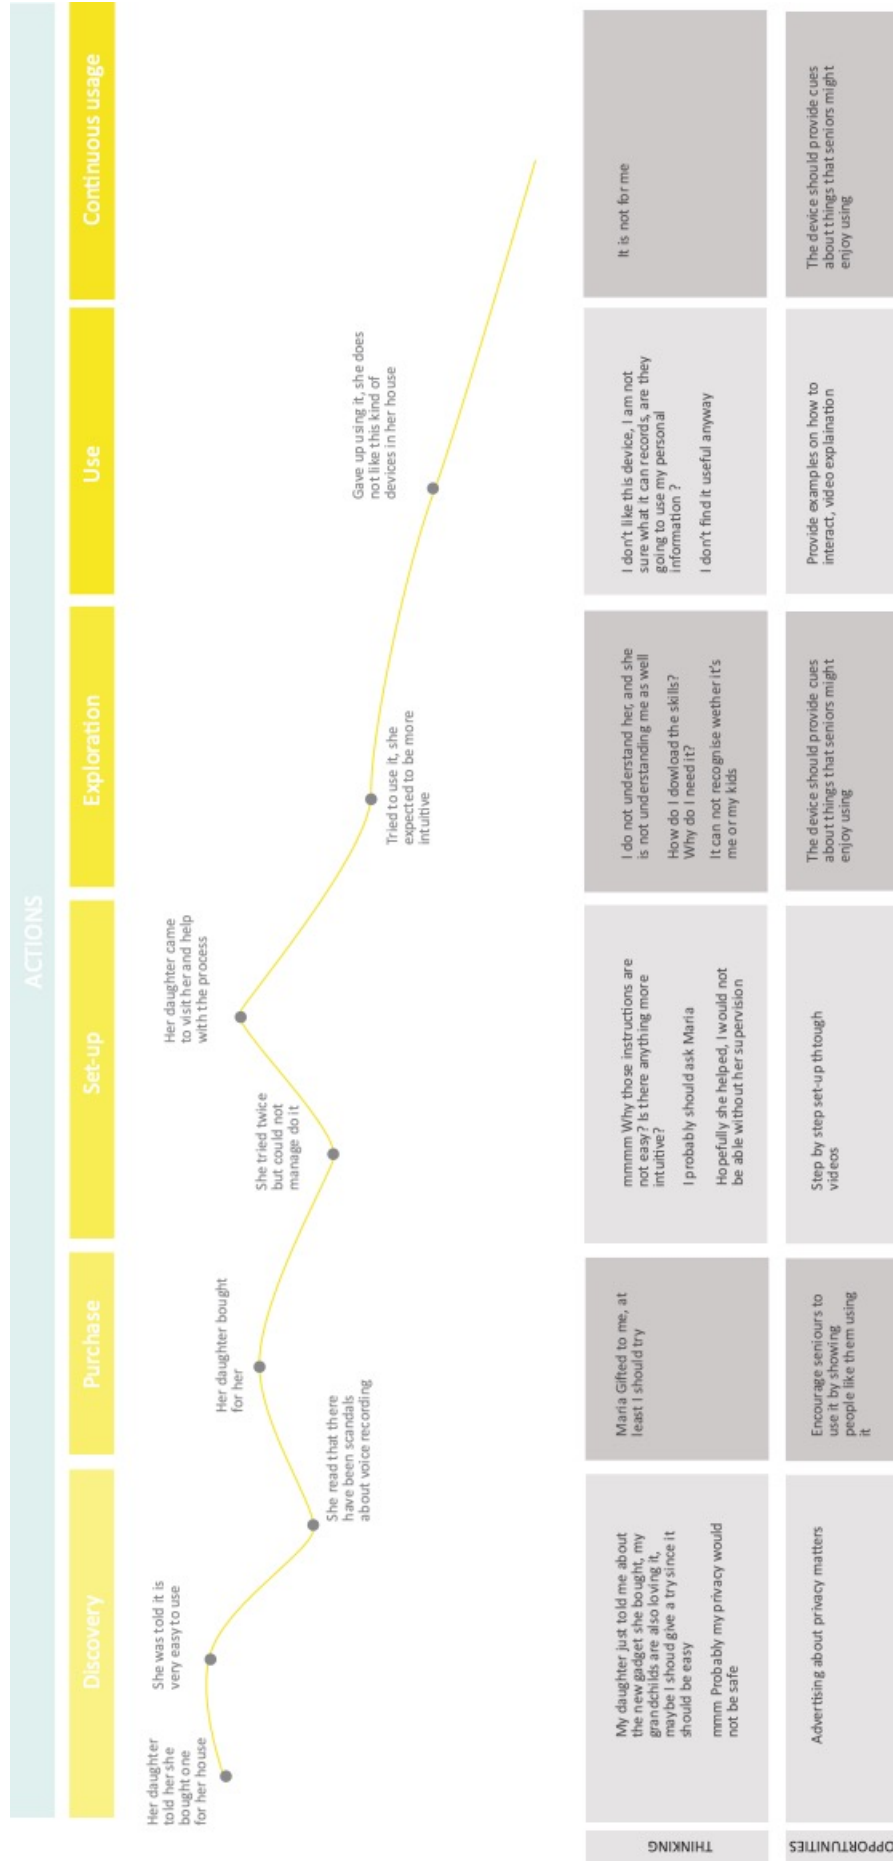 ACTIONS
Discovery
Purchase
Set-up
Exploration
Use
Continuous usage
Her daughter
told her she
bought one
for her house
She was told it is
very easy to use
She read that there
have been scandals
about voice recording
Her daughter bought
for her
She tried twice
but could not
manage do it
Her daughter came
to visit her and help
with the process
Tried to use it, she
expected to be more
intuitive
Gave up using it, she does
not like this kind of
devices in her house
THINKING
My daughter just told me about
the new gadget she bought, my
grandchilds are also loving it,
maybe I shoud give a try since it
should be easy
mmm Probably my privacy would
not be safe
Maria Gifted to me, at
least I should try
mmmm Why those instructions are
not easy? Is there anything more
intuitive?
I probably should ask Maria
Hopefully she helped, I would not
be able without her supervision
I do not understand her, and she
is not understanding me as well
How do I dowload the skills?
Why do I need it?
It can not recognise wether it's
me or my kids
I don't like this device, I am not
sure what it can records, are they
going to use my personal
information ?
I don't find it useful anyway
It is not for me
OPPORTUNITIES
Advertising about privacy matters
Encourage seniours to
use it by showing
people like them using
it
Step by step set-up thtough
videos
The device should provide cues
about things that seniors might
enjoy using
Provide examples on how to
interact, video explaination
The device should provide cues
about things that seniors might
enjoy using